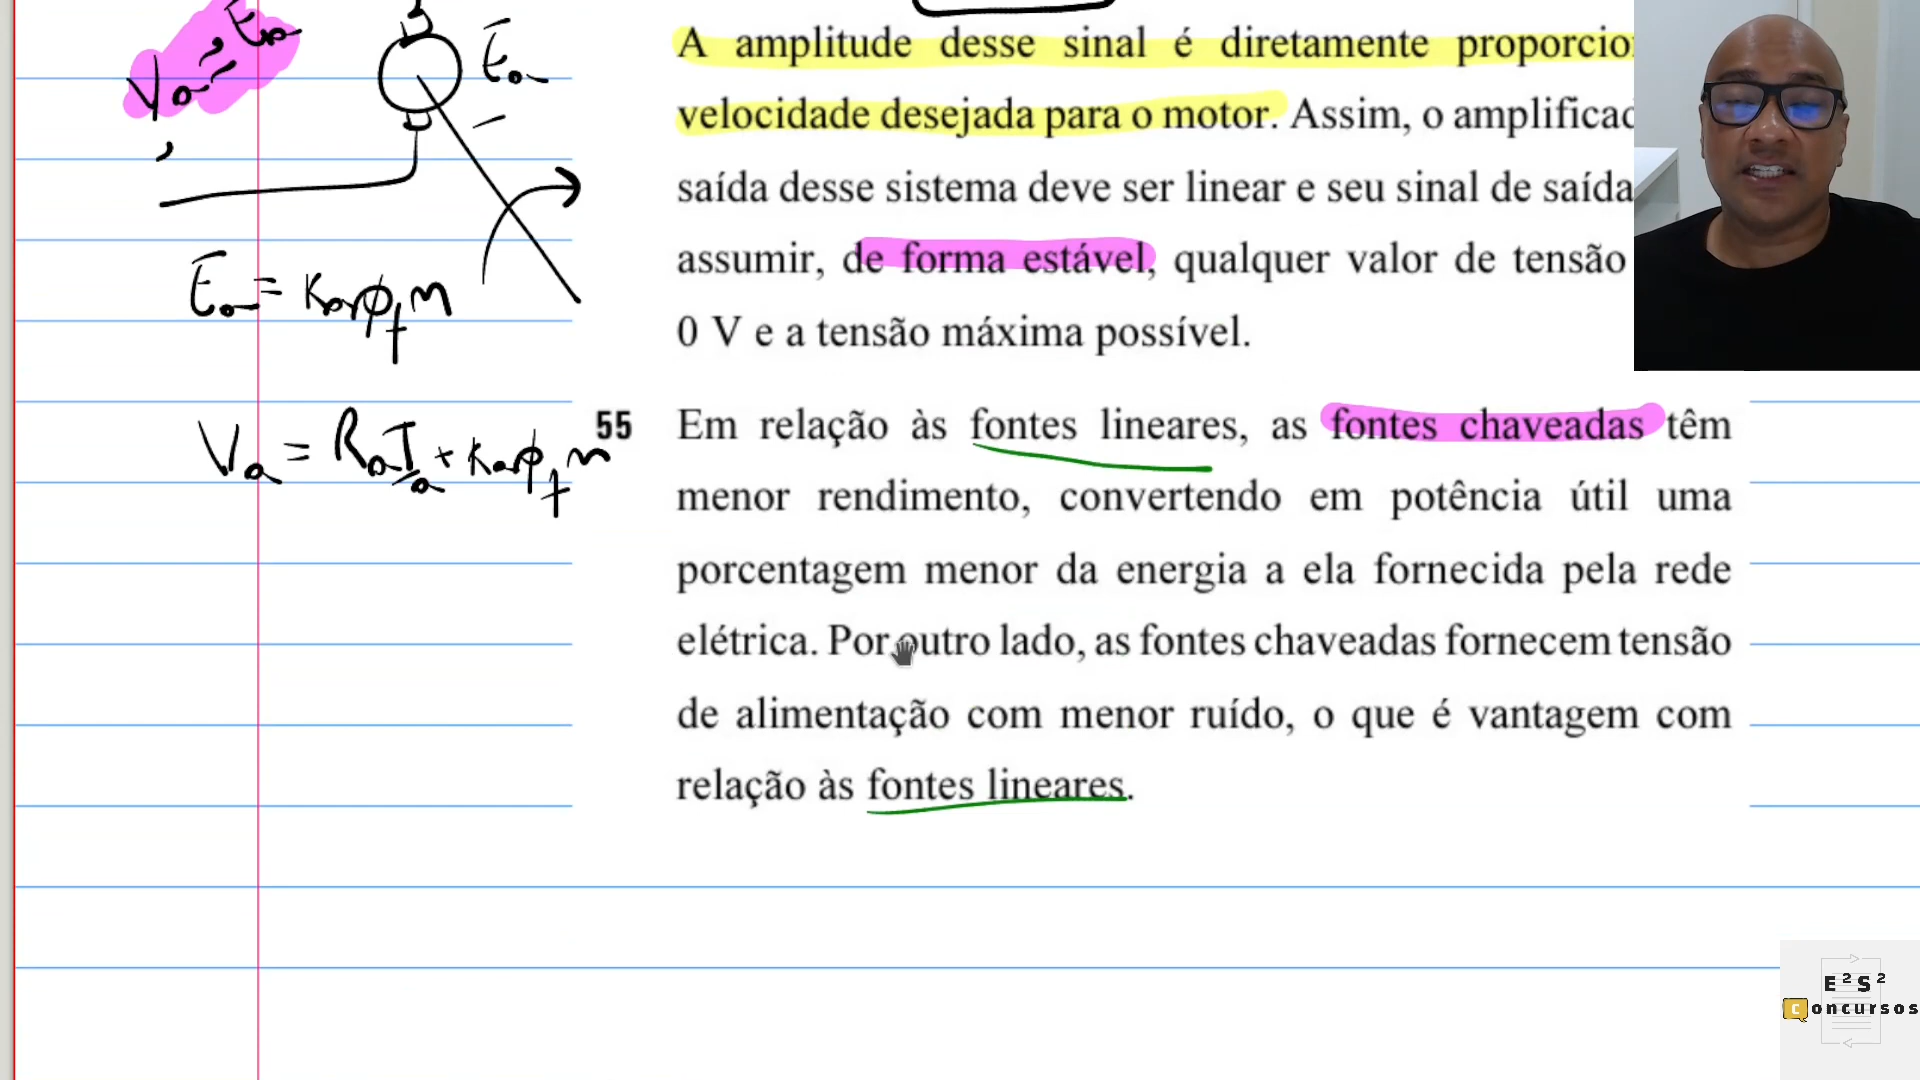 A amplitude desse sinal é diretamente
velocidade desejada para o motor. Assim, o
saída desse sistema deve ser linear e seu sinal de saída
assumir, de forma estável, qualquer valor de tensão
0 V e a tensão máxima possível.
Ea
Ea = Kaϕf n
Va = RaIa + Kaϕf n
55 Em relação às fontes lineares, as fontes chaveadas têm
menor rendimento, convertendo em potência útil uma
porcentagem menor da energia a ela fornecida pela rede
elétrica. Por outro lado, as fontes chaveadas fornecem tensão
de alimentação com menor ruído, o que é vantagem com
relação às fontes lineares.
E²S²
Concursos